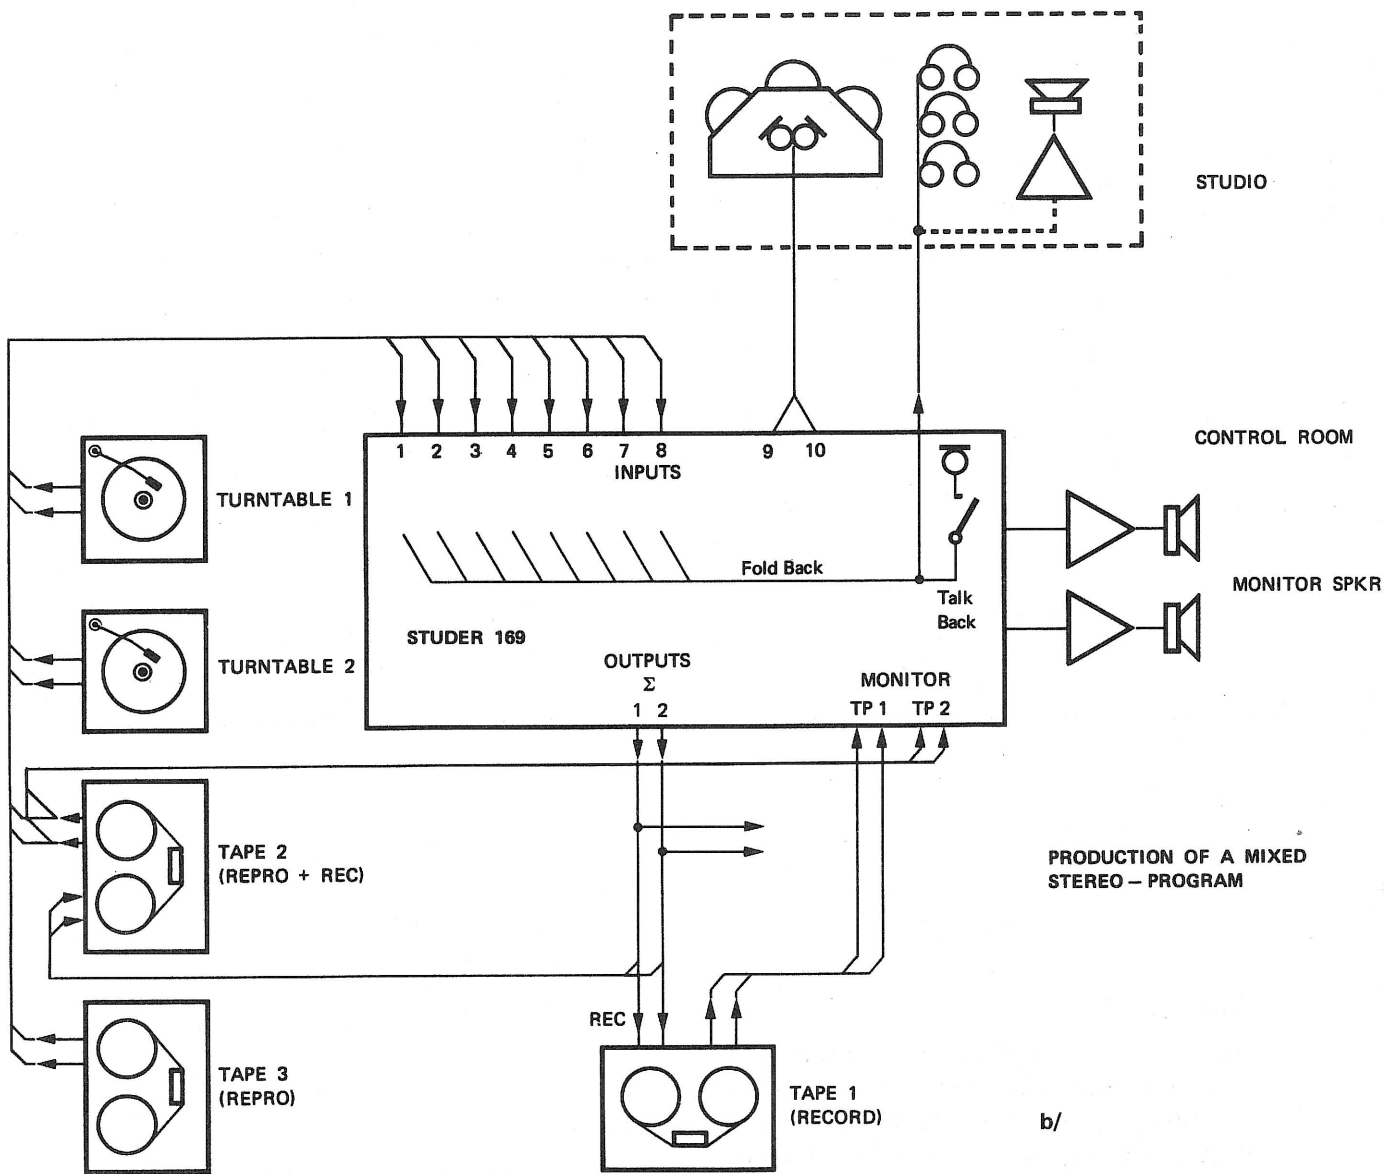 STUDIO
CONTROL ROOM
1 2 3 4 5 6 7 8 9 10
INPUTS
TURNTABLE 1
Fold Back
Talk
Back
MONITOR SPKR
STUDER 169
TURNTABLE 2
OUTPUTS
Σ
1 2
MONITOR
TP 1 TP 2
TAPE 2
(REPRO + REC)
PRODUCTION OF A MIXED
STEREO – PROGRAM
REC
TAPE 3
(REPRO)
TAPE 1
(RECORD)
b/